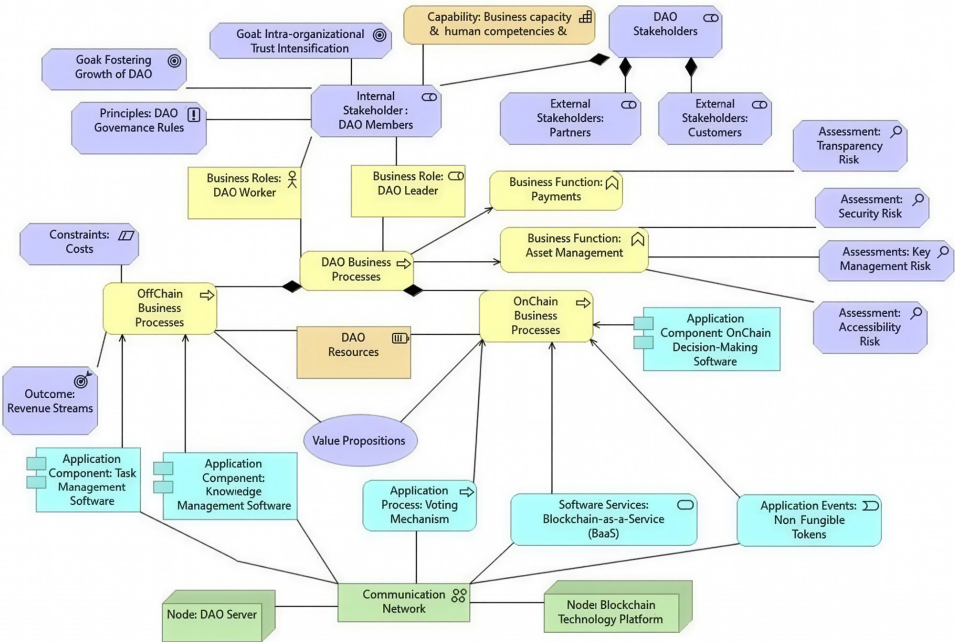 Capability: Business capacity
& human competencies &
DAO
Stakeholders
Goal: Intra-organizational
Trust Intensification
Goal: Fostering
Growth of DAO
Internal
Stakeholder :
DAO Members
Principles: DAO
Governance Rules
External
Stakeholders:
Partners
External
Stakeholders:
Customers
Assessment:
Transparency
Risk
Business Roles:
DAO Worker
Business Role:
DAO Leader
Business Function:
Payments
Assessment:
Security Risk
Constraints:
Costs
Business Function:
Asset Management
Assessments: Key
Management Risk
DAO Business
Processes
OffChain
Business
Processes
OnChain
Business
Processes
Application
Component: OnChain
Decision-Making
Software
Assessment:
Accessibility
Risk
DAO
Resources
Outcome:
Revenue Streams
Value Propositions
Application
Component: Task
Management
Software
Application
Component:
Knowledge
Management Software
Application
Process: Voting
Mechanism
Software Services:
Blockchain-as-a-Service
(BaaS)
Application Events:
Non Fungible
Tokens
Communication
Network
Node: DAO Server
Node: Blockchain
Technology Platform